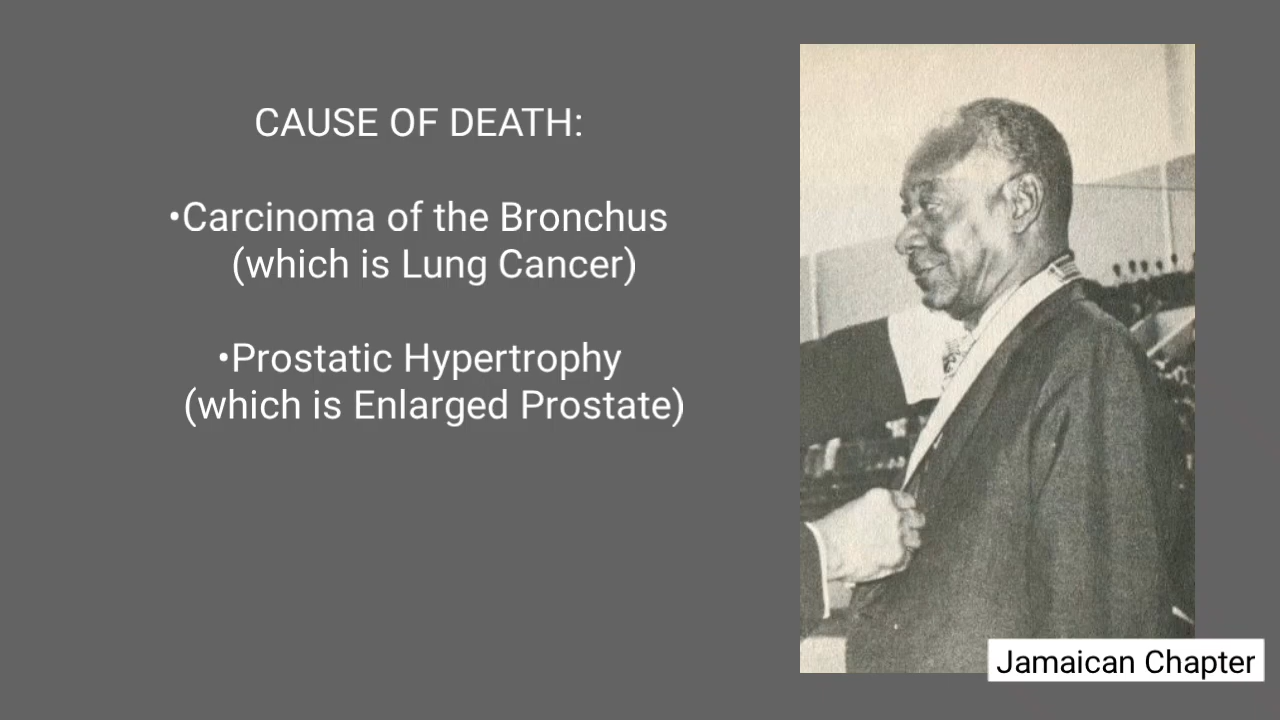 CAUSE OF DEATH:
•Carcinoma of the Bronchus
(which is Lung Cancer)
•Prostatic Hypertrophy
(which is Enlarged Prostate)
Jamaican Chapter